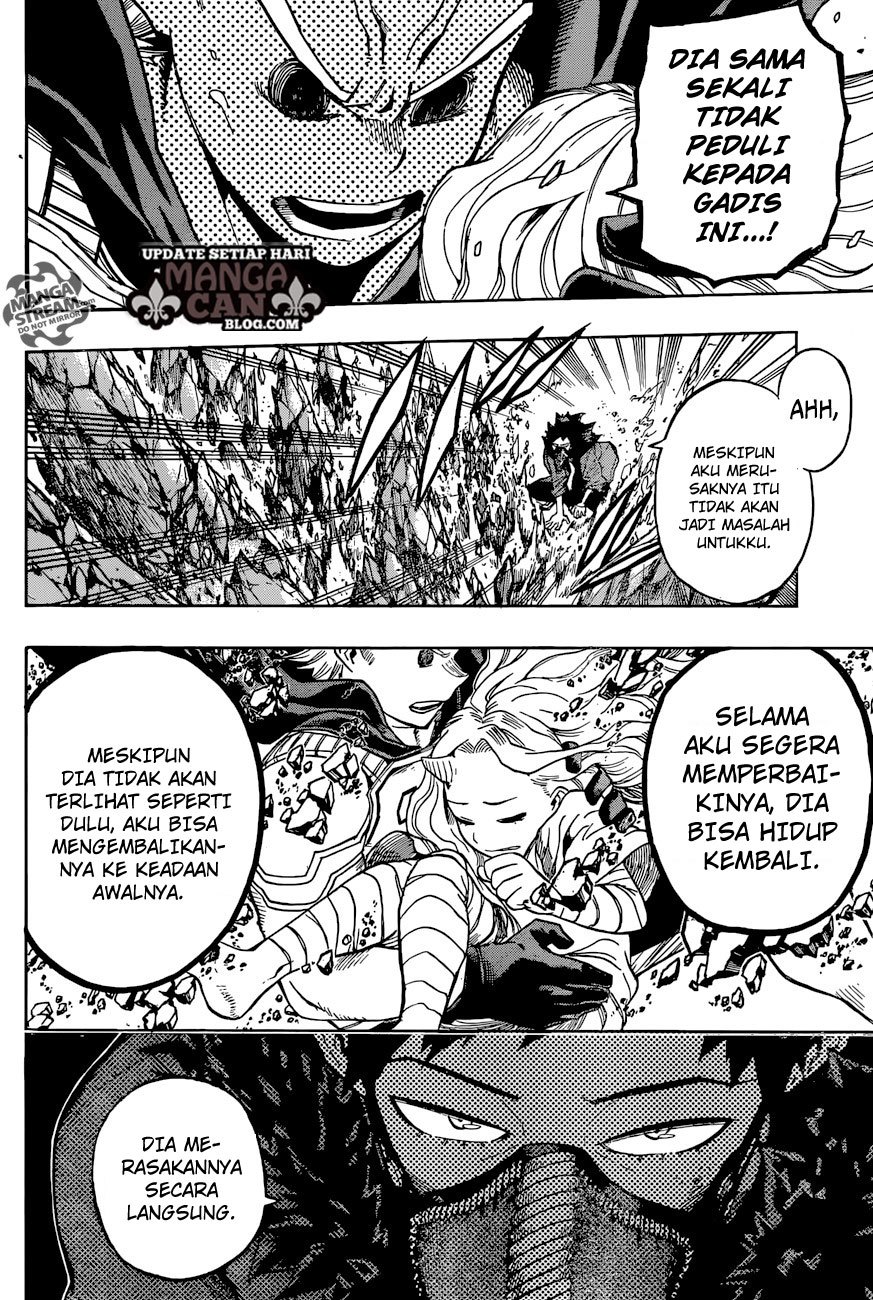 DIA SAMA
SEKALI
TIDAK
PEDULI
KEPADA
GADIS
INI...!
UPDATE SETIAP HARI
MANGA
CAN
BLOG.COM
MANGA
STREAM.com
DO NOT MIRROR
AHH,
MESKIPUN
AKU MERU-
SAKNYA ITU
TIDAK AKAN
JADI MASALAH
UNTUKKU.
SELAMA
AKU SEGERA
MEMPERBAI-
KINYA, DIA
BISA HIDUP
KEMBALI.
MESKIPUN
DIA TIDAK AKAN
TERLIHAT SEPERTI
DULU, AKU BISA
MENGEMBALIKAN-
NYA KE KEADAAN
AWALNYA.
DIA ME-
RASAKANNYA
SECARA
LANGSUNG.